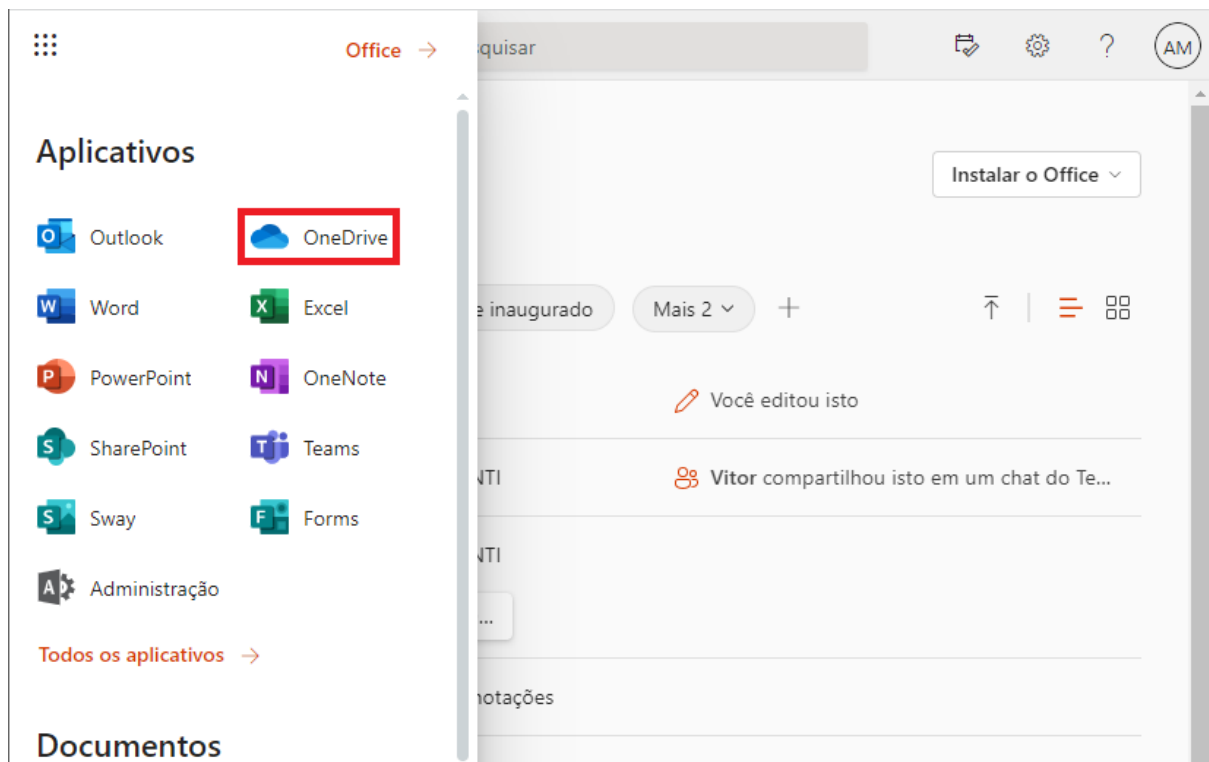 Office
squisar
?
AM
Aplicativos
Instalar o Office
Outlook
OneDrive
Word
Excel
e inaugurado
Mais 2
PowerPoint
OneNote
Você editou isto
SharePoint
Teams
NTI
Vitor compartilhou isto em um chat do Te...
Sway
Forms
NTI
Administração
...
Todos os aplicativos
notações
Documentos